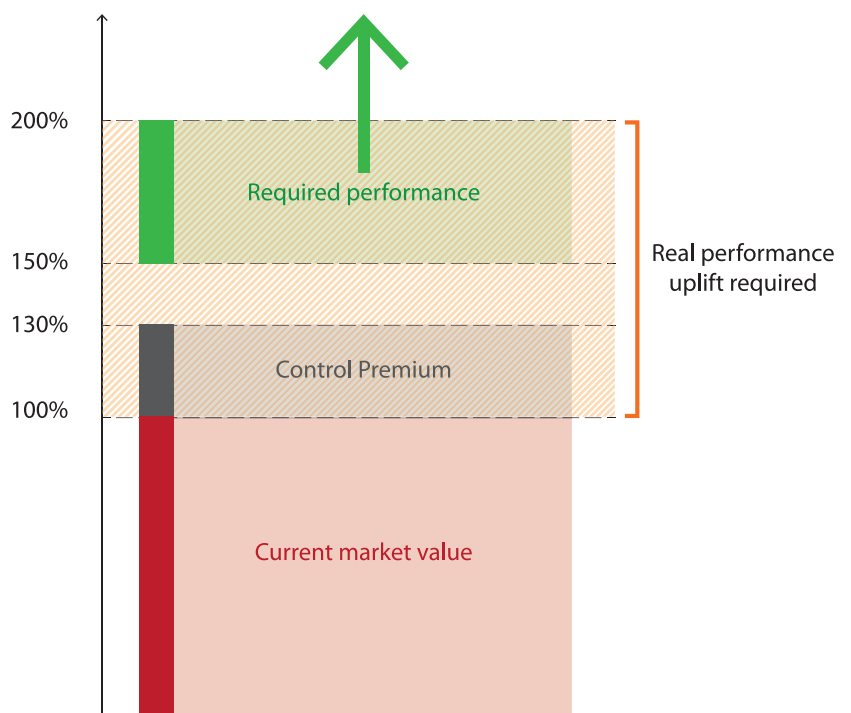 200%
Required performance
150%
Real performance
uplift required
130%
Control Premium
100%
Current market value